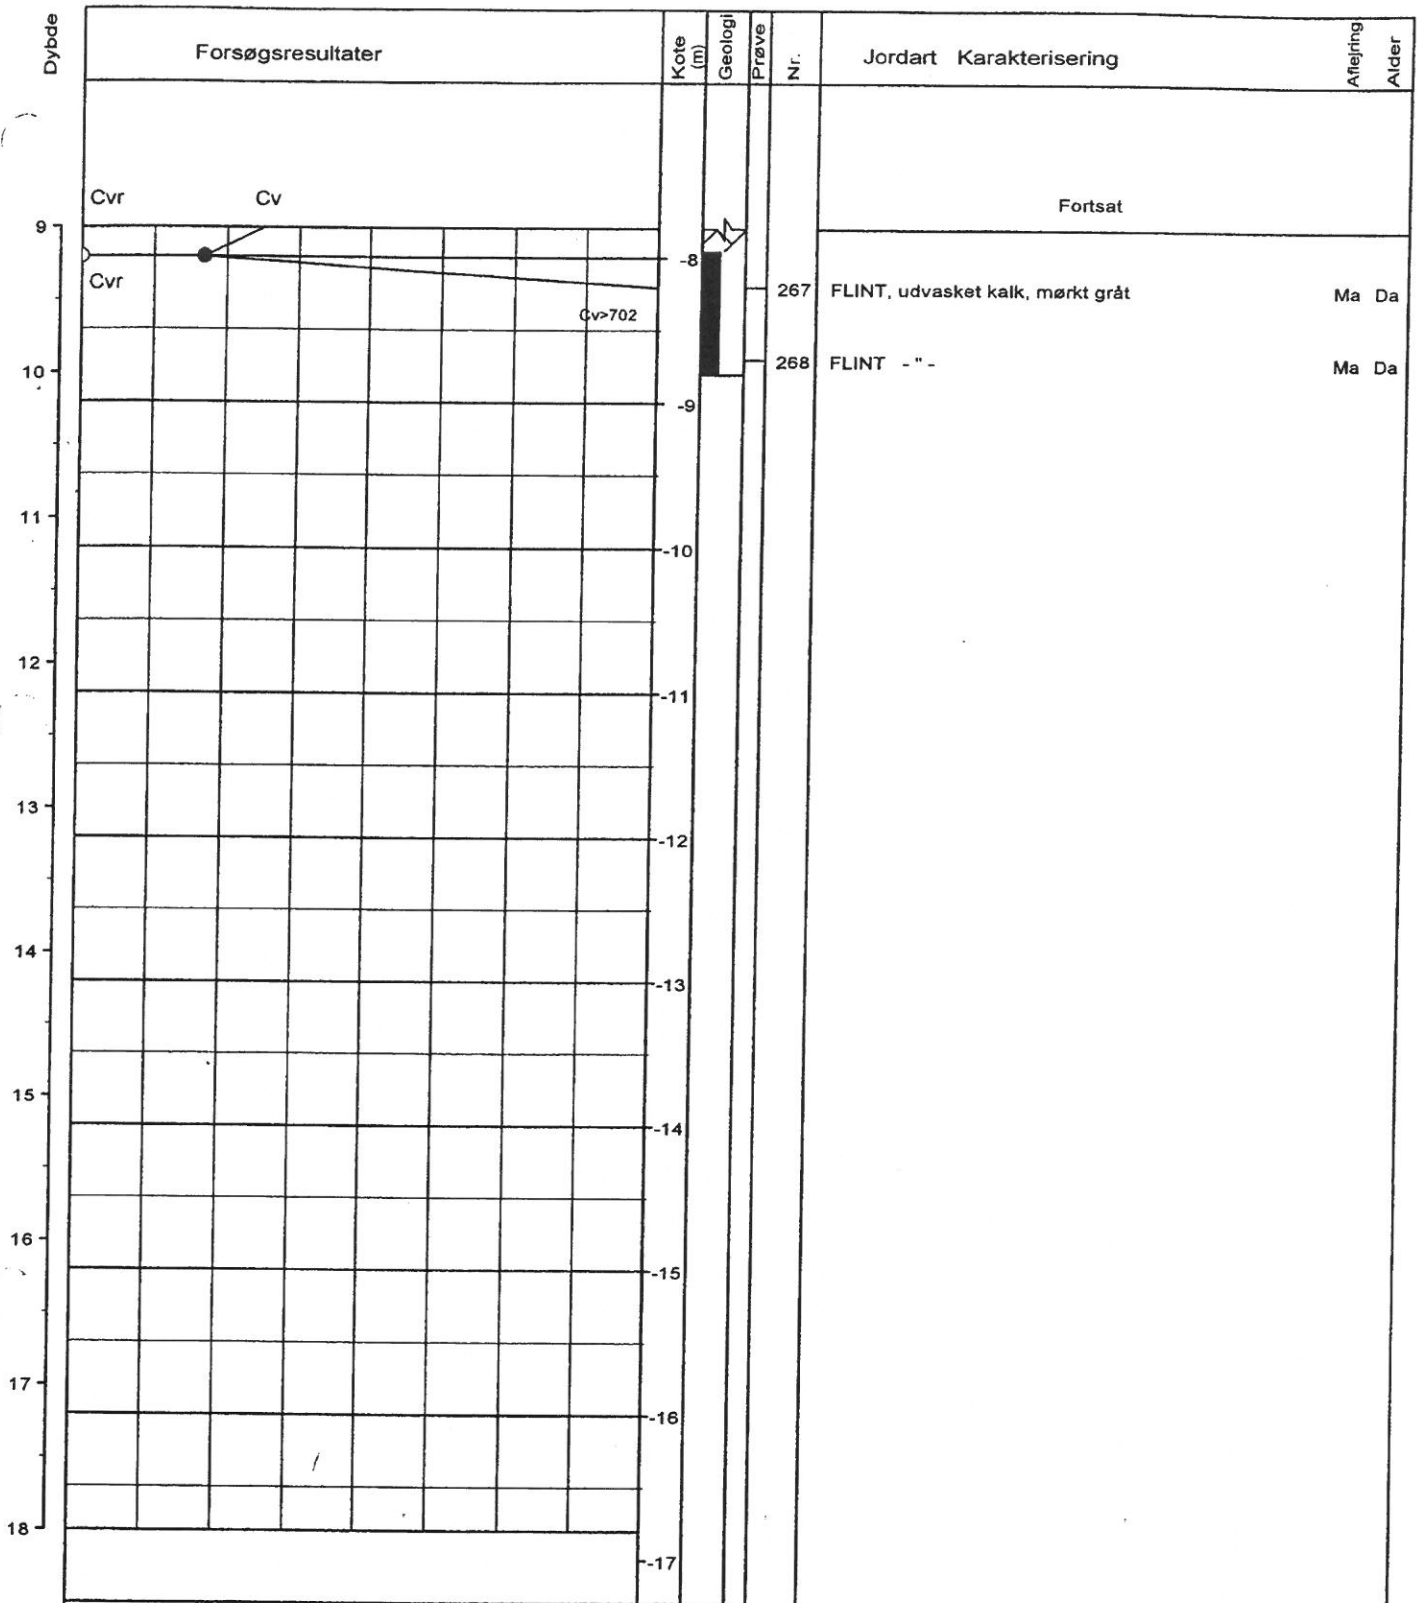 Dybde
Forsøgsresultater
Kote (m)
Geologi
Prøve
Nr.
Jordart Karakterisering
Aflejring
Alder
Cvr Cv
Fortsat
9
-8
Cvr
267 FLINT, udvasket kalk, mørkt gråt Ma Da
Cv>702
268 FLINT - " - Ma Da
10
-9
11
-10
12
-11
13
-12
14
-13
15
-14
16
-15
17
-16
18
-17